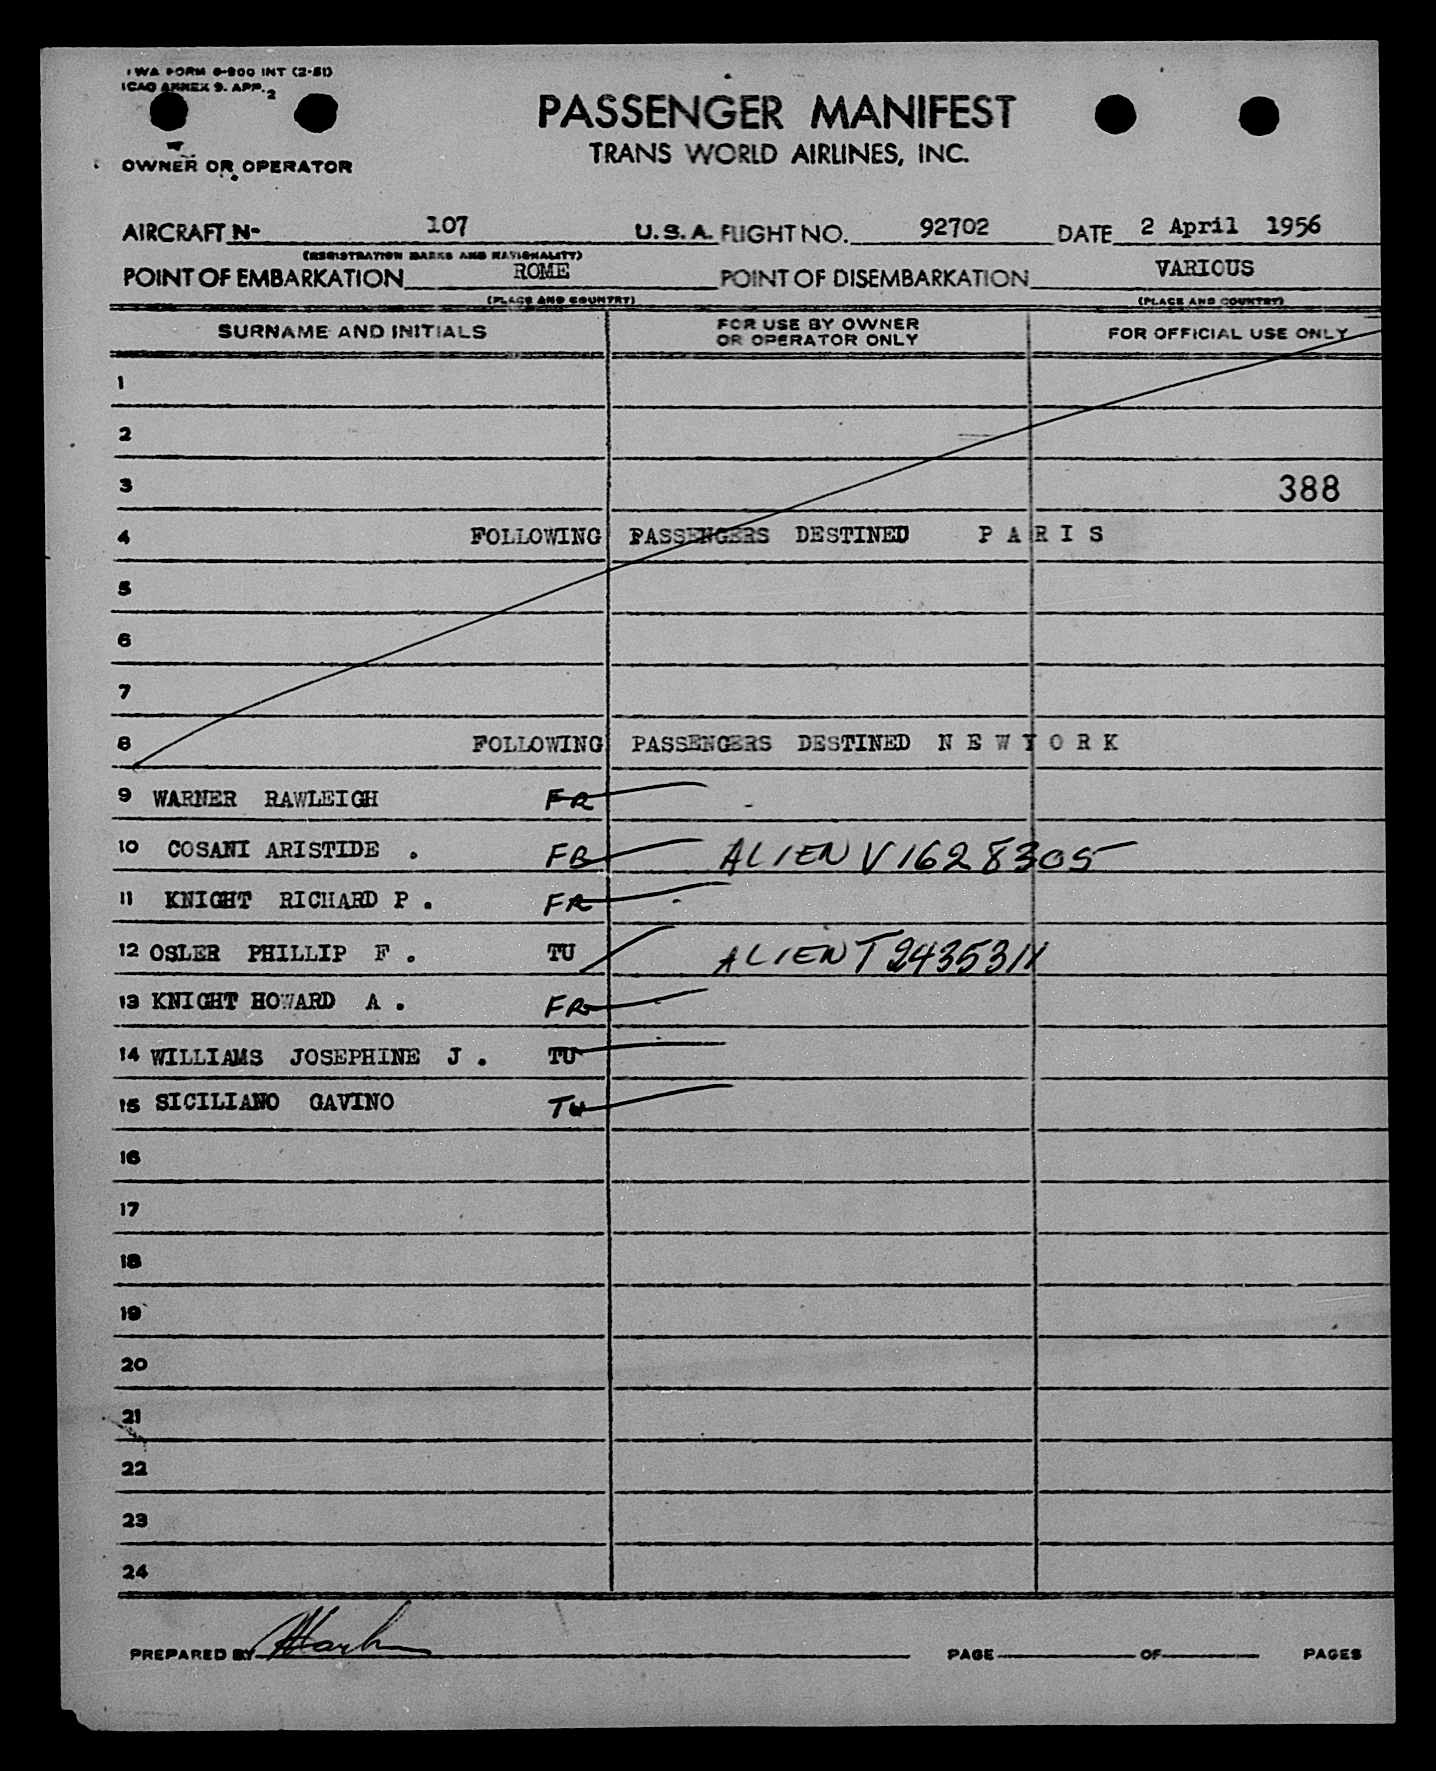 TWA FORM 6-800 INT (2-51)
ICAO ANNEX 9. APP. 2
PASSENGER MANIFEST
TRANS WORLD AIRLINES, INC.
OWNER OR OPERATOR
AIRCRAFT N- 107 U. S. A. FLIGHT NO. 92702 DATE 2 April 1956
(REGISTRATION MARKS AND NATIONALITY)
POINT OF EMBARKATION ROME POINT OF DISEMBARKATION VARIOUS
(PLACE AND COUNTRY) (PLACE AND COUNTRY)
SURNAME AND INITIALS FOR USE BY OWNER OR OPERATOR ONLY FOR OFFICIAL USE ONLY
1
2
3 388
4 FOLLOWING PASSENGERS DESTINED P A R I S
5
6
7
8 FOLLOWING PASSENGERS DESTINED N E W Y O R K
9 WARNER RAWLEIGH FR
10 COSANI ARISTIDE . FB ALIEN V1628305
11 KNIGHT RICHARD P . FR
12 OSLER PHILLIP F . TU ALIEN T2435311
13 KNIGHT HOWARD A . FR
14 WILLIAMS JOSEPHINE J . TU
15 SICILIANO GAVINO TU
16
17
18
19
20
21
22
23
24
PREPARED BY PAGE OF PAGES